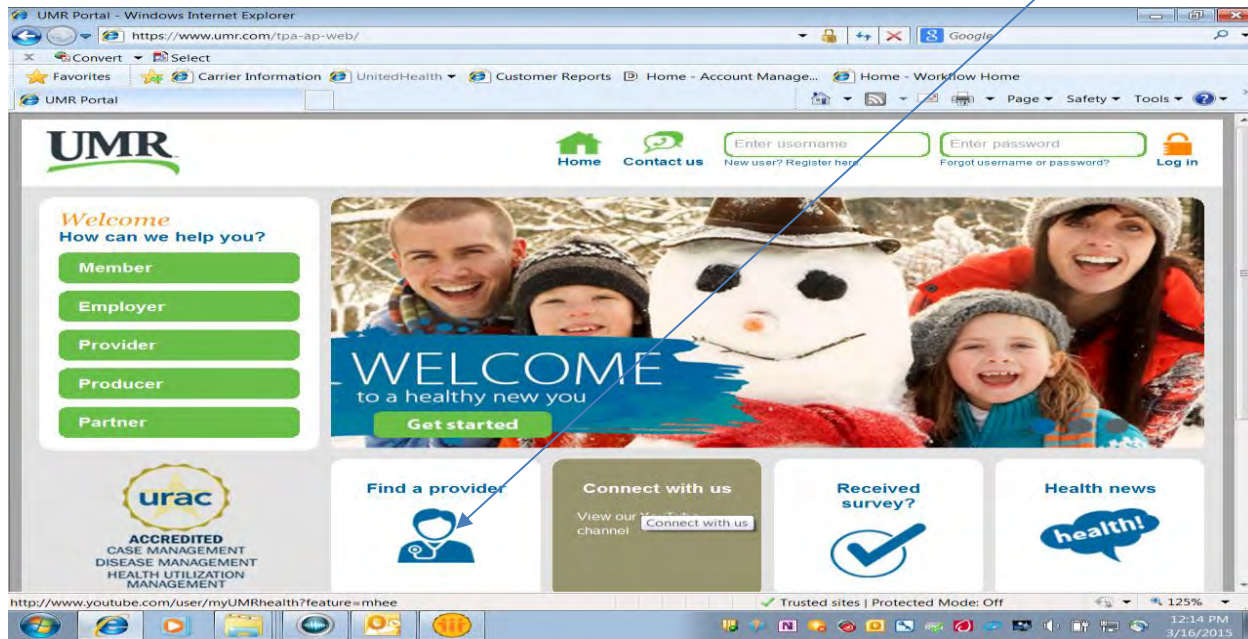 UMR Portal - Windows Internet Explorer
https://www.umr.com/tpa-ap-web/
Google
x Convert Select
Favorites Carrier Information UnitedHealth Customer Reports Home - Account Manage... Home - Workflow Home
UMR Portal
Page Safety Tools
UMR
Home Contact us
Enter username
New user? Register here.
Enter password
Forgot username or password?
Log in
Welcome
How can we help you?
Member
Employer
Provider
Producer
Partner
WELCOME
to a healthy new you
Get started
urac
ACCREDITED
CASE MANAGEMENT
DISEASE MANAGEMENT
HEALTH UTILIZATION
MANAGEMENT
Find a provider
Connect with us
View our
channel
Connect with us
Received
survey?
Health news
health!
http://www.youtube.com/user/myUMRhealth?feature=mhee
Trusted sites | Protected Mode: Off
125%
12:14 PM
3/16/2015